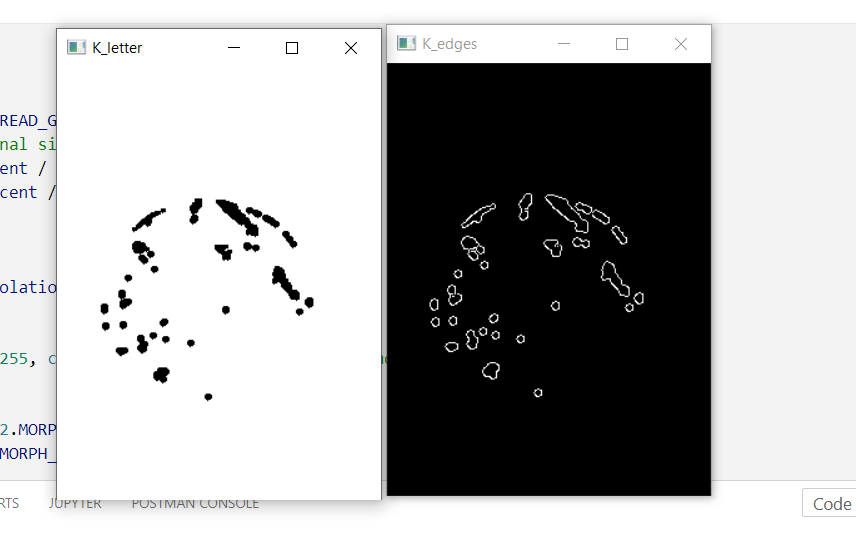 K_letter
K_edges
READ_G
nal si
ent /
cent /
olatio
255, c
2.MORP
MORPH_
RTS JUPYTER POSTMAN CONSOLE
Code